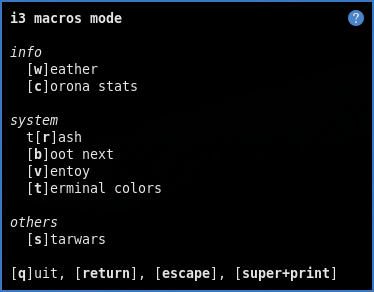 i3 macros mode
?
info
[w]eather
[c]orona stats
system
t[r]ash
[b]oot next
[v]entoy
[t]erminal colors
others
[s]tarwars
[q]uit, [return], [escape], [super+print]